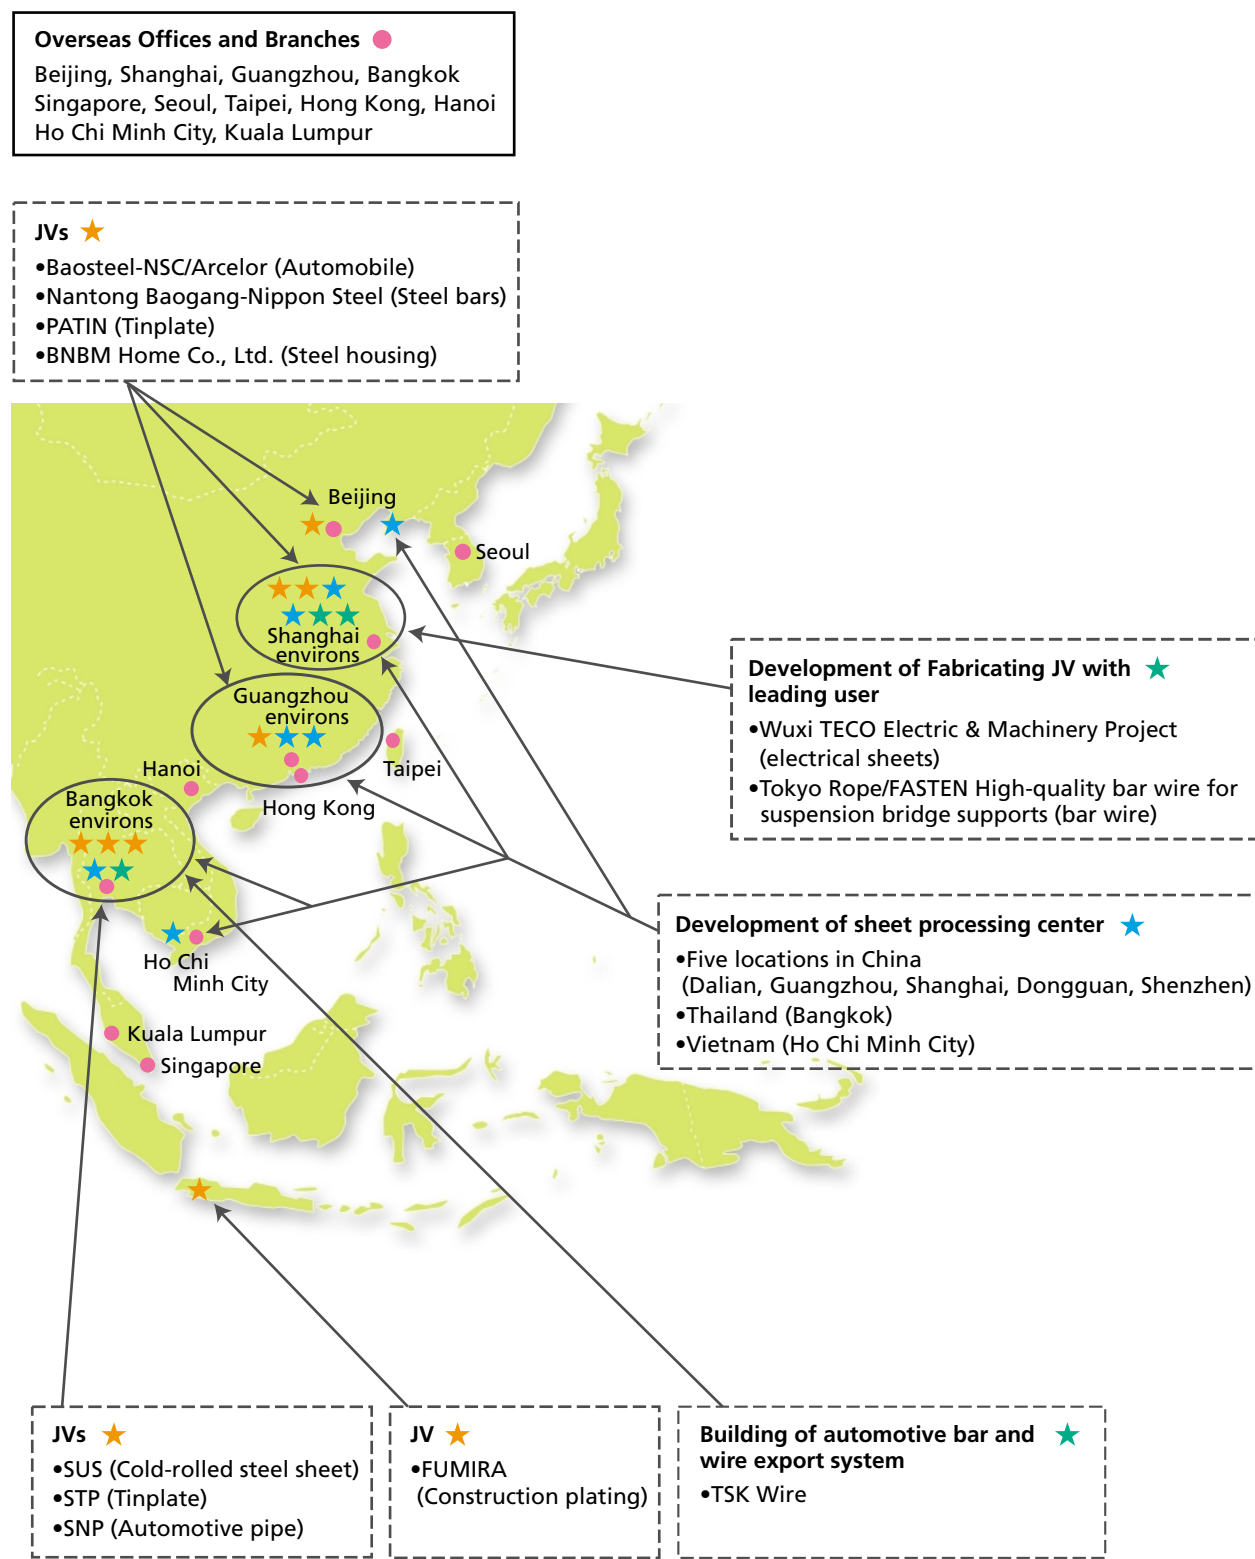 Overseas Offices and Branches
Beijing, Shanghai, Guangzhou, Bangkok
Singapore, Seoul, Taipei, Hong Kong, Hanoi
Ho Chi Minh City, Kuala Lumpur
JVs
•Baosteel-NSC/Arcelor (Automobile)
•Nantong Baogang-Nippon Steel (Steel bars)
•PATIN (Tinplate)
•BNBM Home Co., Ltd. (Steel housing)
Beijing
Seoul
Shanghai
environs
Guangzhou
environs
Taipei
Hanoi
Hong Kong
Bangkok
environs
Ho Chi
Minh City
Kuala Lumpur
Singapore
Development of Fabricating JV with
leading user
•Wuxi TECO Electric & Machinery Project
(electrical sheets)
•Tokyo Rope/FASTEN High-quality bar wire for
suspension bridge supports (bar wire)
Development of sheet processing center
•Five locations in China
(Dalian, Guangzhou, Shanghai, Dongguan, Shenzhen)
•Thailand (Bangkok)
•Vietnam (Ho Chi Minh City)
JVs
•SUS (Cold-rolled steel sheet)
•STP (Tinplate)
•SNP (Automotive pipe)
JV
•FUMIRA
(Construction plating)
Building of automotive bar and
wire export system
•TSK Wire